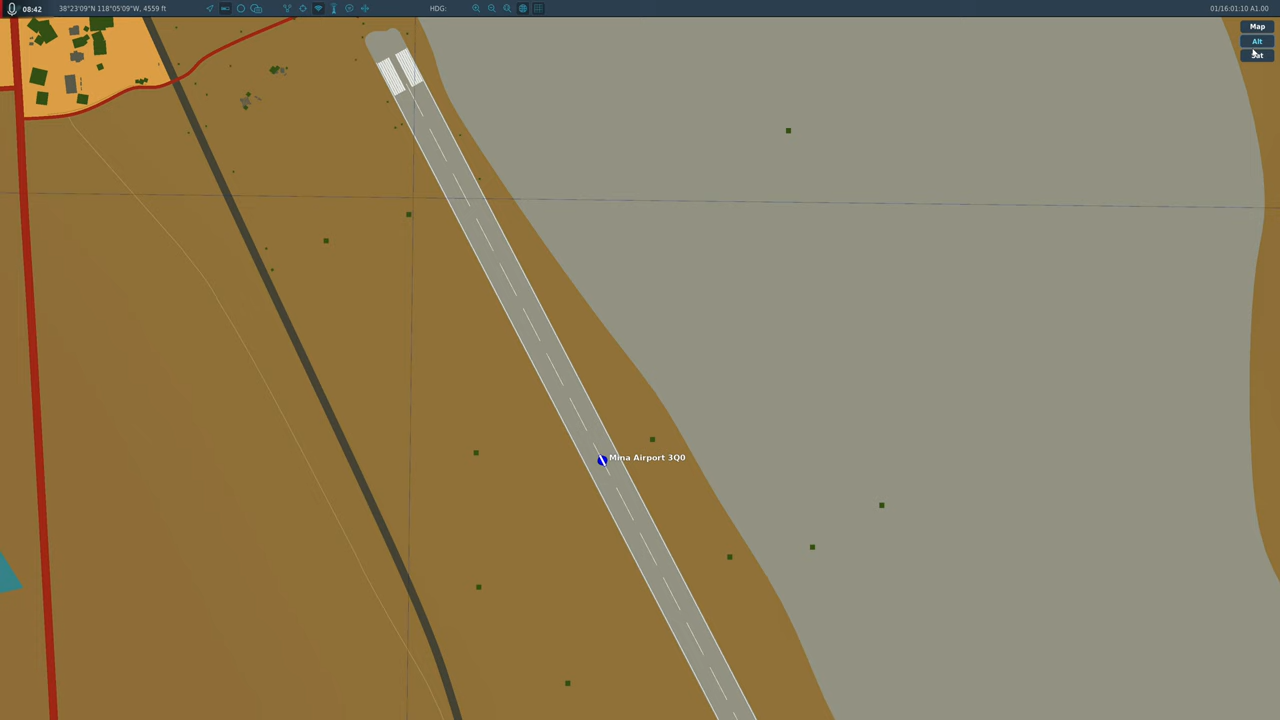 08:42 38°23'09"N 118°05'09"W, 4559 ft HDG: 01/16:01:10 A1.00
Map
Alt
Sat
Mina Airport 3Q0